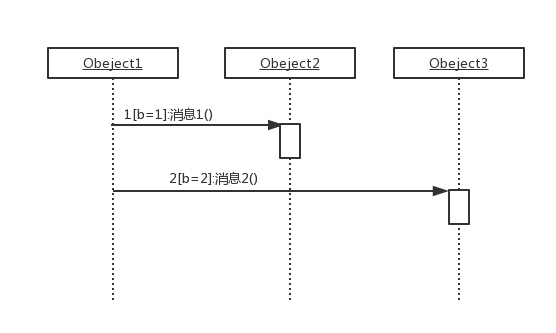 Obeject1
Obeject2
Obeject3
1[b=1]:消息1()
2[b=2]:消息2()